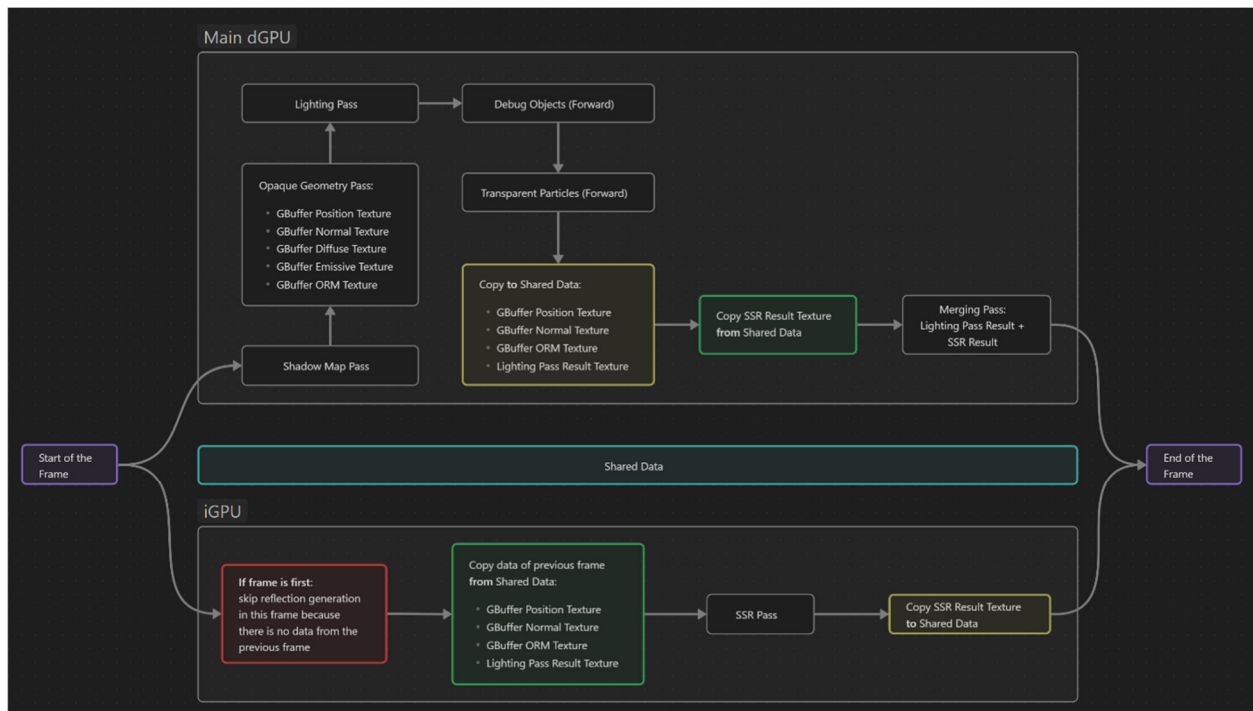 Main dGPU
Lighting Pass
Debug Objects (Forward)
Opaque Geometry Pass:
• GBuffer Position Texture
• GBuffer Normal Texture
• GBuffer Diffuse Texture
• GBuffer Emissive Texture
• GBuffer ORM Texture
Transparent Particles (Forward)
Shadow Map Pass
Copy to Shared Data:
• GBuffer Position Texture
• GBuffer Normal Texture
• GBuffer ORM Texture
• Lighting Pass Result Texture
Copy SSR Result Texture
from Shared Data
Merging Pass:
Lighting Pass Result +
SSR Result
Start of the
Frame
Shared Data
End of the
Frame
iGPU
If frame is first:
skip reflection generation
in this frame because
there is no data from the
previous frame
Copy data of previous frame
from Shared Data:
• GBuffer Position Texture
• GBuffer Normal Texture
• GBuffer ORM Texture
• Lighting Pass Result Texture
SSR Pass
Copy SSR Result Texture
to Shared Data